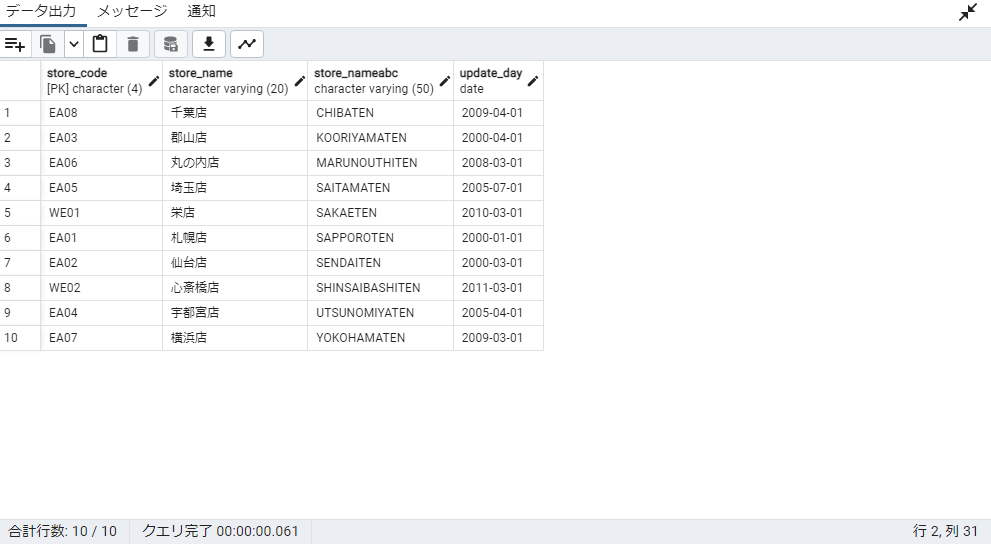 データ出力 メッセージ 通知
store_code store_name store_nameabc update_day
[PK] character (4) character varying (20) character varying (50) date
1 EA08 千葉店 CHIBATEN 2009-04-01
2 EA03 郡山店 KOORIYAMATEN 2000-04-01
3 EA06 丸の内店 MARUNOUTHITEN 2008-03-01
4 EA05 埼玉店 SAITAMATEN 2005-07-01
5 WE01 栄店 SAKAETEN 2010-03-01
6 EA01 札幌店 SAPPOROTEN 2000-01-01
7 EA02 仙台店 SENDAITEN 2000-03-01
8 WE02 心斎橋店 SHINSAIBASHITEN 2011-03-01
9 EA04 宇都宮店 UTSUNOMIYATEN 2005-04-01
10 EA07 横浜店 YOKOHAMATEN 2009-03-01
合計行数: 10 / 10 クエリ完了 00:00:00.061 行 2, 列 31